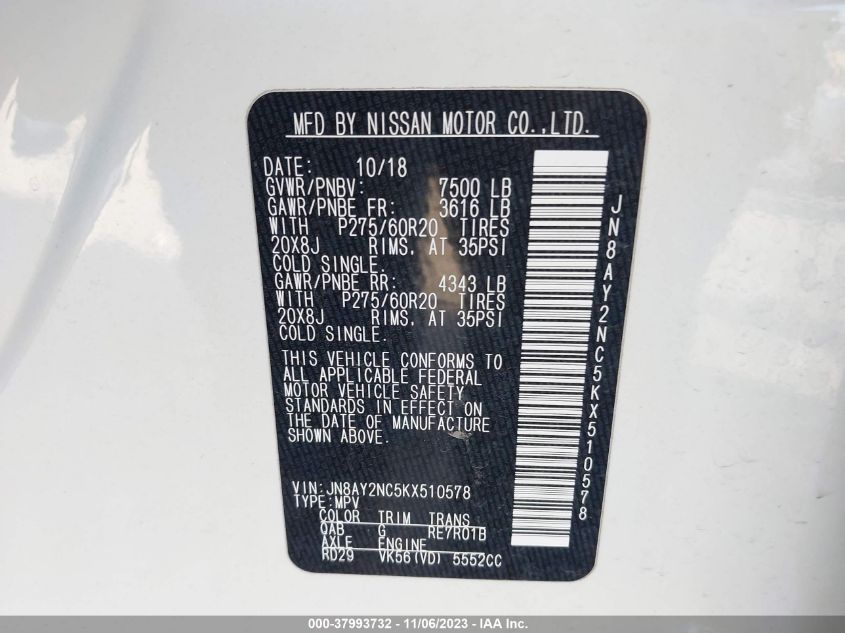 MFD BY NISSAN MOTOR CO.,LTD.
DATE: 10/18
GVWR/PNBV: 7500 LB
GAWR/PNBE FR: 3616 LB
WITH P275/60R20 TIRES
20X8J RIMS. AT 35PSI
COLD SINGLE.
GAWR/PNBE RR: 4343 LB
WITH P275/60R20 TIRES
20X8J RIMS. AT 35PSI
COLD SINGLE.
THIS VEHICLE CONFORMS TO
ALL APPLICABLE FEDERAL
MOTOR VEHICLE SAFETY
STANDARDS IN EFFECT ON
THE DATE OF MANUFACTURE
SHOWN ABOVE.
VIN:JN8AY2NC5KX510578
TYPE:MPV
COLOR TRIM TRANS
QAB G RE7R01B
AXLE ENGINE
RD29 VK56(VD) 5552CC
JN8AY2NC5KX510578
000-37993732 - 11/06/2023 - IAA Inc.